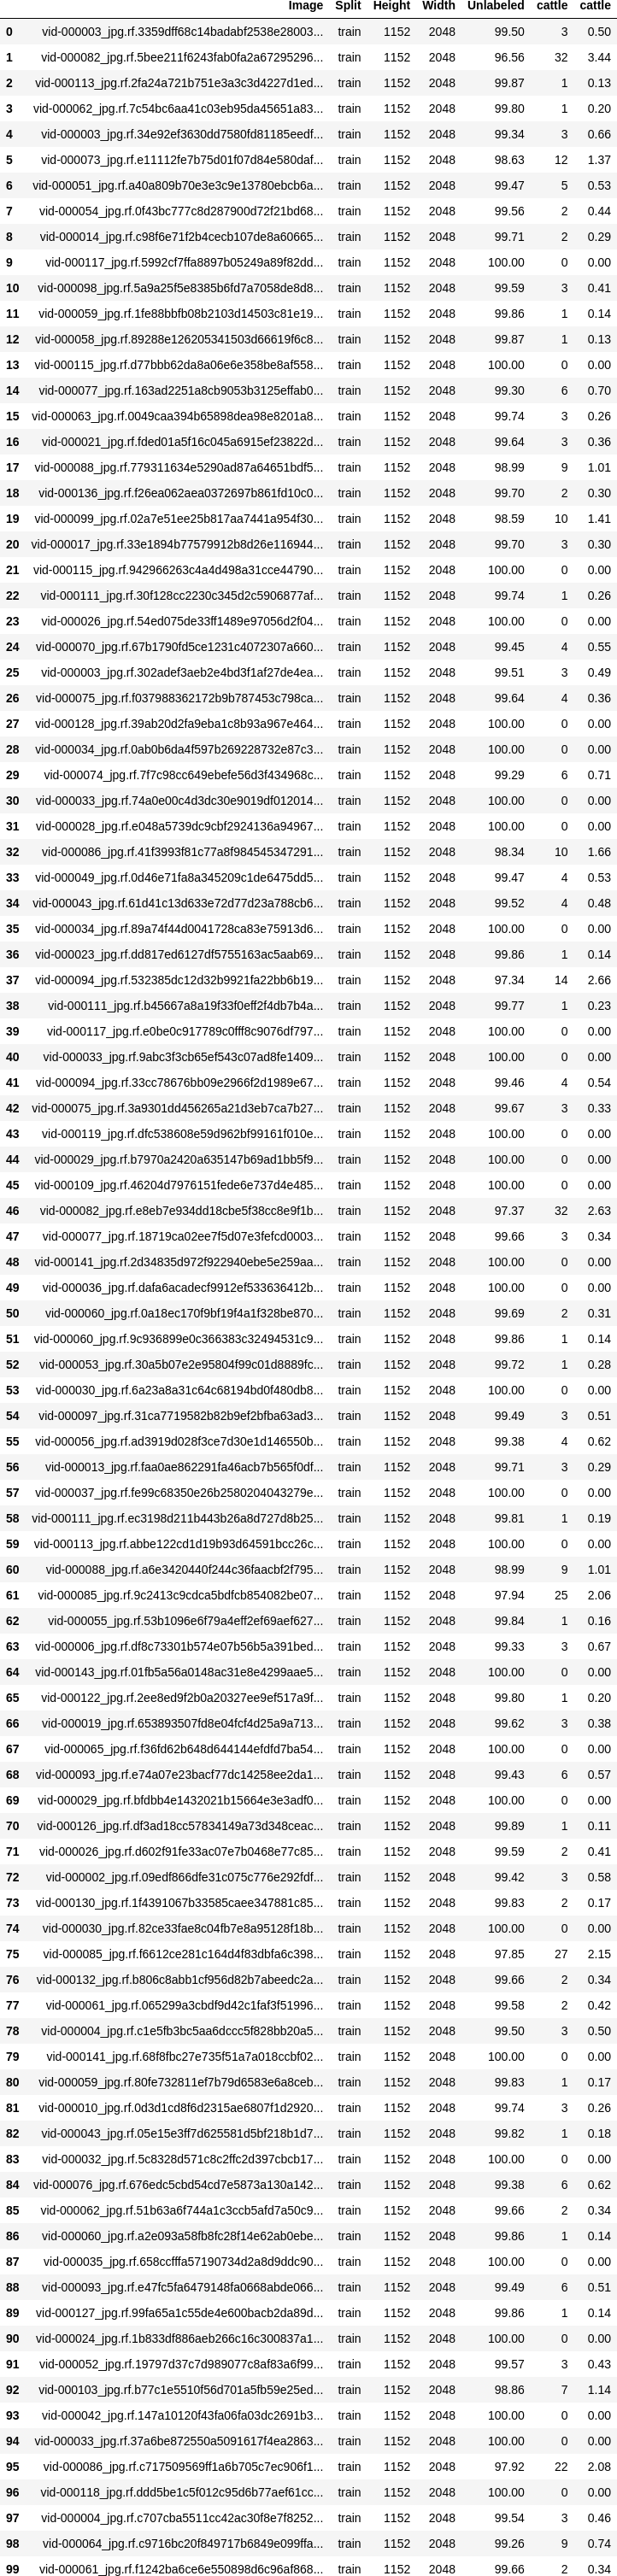 Image Split Height Width Unlabeled cattle cattle
0 vid-000003_jpg.rf.3359dff68c14badabf2538e28003... train 1152 2048 99.50 3 0.50
1 vid-000082_jpg.rf.5bee211f6243fab0fa2a67295296... train 1152 2048 96.56 32 3.44
2 vid-000113_jpg.rf.2fa24a721b751e3a3c3d4227d1ed... train 1152 2048 99.87 1 0.13
3 vid-000062_jpg.rf.7c54bc6aa41c03eb95da45651a83... train 1152 2048 99.80 1 0.20
4 vid-000003_jpg.rf.34e92ef3630dd7580fd81185eedf... train 1152 2048 99.34 3 0.66
5 vid-000073_jpg.rf.e11112fe7b75d01f07d84e580daf... train 1152 2048 98.63 12 1.37
6 vid-000051_jpg.rf.a40a809b70e3e3c9e13780ebcb6a... train 1152 2048 99.47 5 0.53
7 vid-000054_jpg.rf.0f43bc777c8d287900d72f21bd68... train 1152 2048 99.56 2 0.44
8 vid-000014_jpg.rf.c98f6e71f2b4cecb107de8a60665... train 1152 2048 99.71 2 0.29
9 vid-000117_jpg.rf.5992cf7ffa8897b05249a89f82dd... train 1152 2048 100.00 0 0.00
10 vid-000098_jpg.rf.5a9a25f5e8385b6fd7a7058de8d8... train 1152 2048 99.59 3 0.41
11 vid-000059_jpg.rf.1fe88bbfb08b2103d14503c81e19... train 1152 2048 99.86 1 0.14
12 vid-000058_jpg.rf.89288e126205341503d66619f6c8... train 1152 2048 99.87 1 0.13
13 vid-000115_jpg.rf.d77bbb62da8a06e6e358be8af558... train 1152 2048 100.00 0 0.00
14 vid-000077_jpg.rf.163ad2251a8cb9053b3125effab0... train 1152 2048 99.30 6 0.70
15 vid-000063_jpg.rf.0049caa394b65898dea98e8201a8... train 1152 2048 99.74 3 0.26
16 vid-000021_jpg.rf.fded01a5f16c045a6915ef23822d... train 1152 2048 99.64 3 0.36
17 vid-000088_jpg.rf.779311634e5290ad87a64651bdf5... train 1152 2048 98.99 9 1.01
18 vid-000136_jpg.rf.f26ea062aea0372697b861fd10c0... train 1152 2048 99.70 2 0.30
19 vid-000099_jpg.rf.02a7e51ee25b817aa7441a954f30... train 1152 2048 98.59 10 1.41
20 vid-000017_jpg.rf.33e1894b77579912b8d26e116944... train 1152 2048 99.70 3 0.30
21 vid-000115_jpg.rf.942966263c4a4d498a31cce44790... train 1152 2048 100.00 0 0.00
22 vid-000111_jpg.rf.30f128cc2230c345d2c5906877af... train 1152 2048 99.74 1 0.26
23 vid-000026_jpg.rf.54ed075de33ff1489e97056d2f04... train 1152 2048 100.00 0 0.00
24 vid-000070_jpg.rf.67b1790fd5ce1231c4072307a660... train 1152 2048 99.45 4 0.55
25 vid-000003_jpg.rf.302adef3aeb2e4bd3f1af27de4ea... train 1152 2048 99.51 3 0.49
26 vid-000075_jpg.rf.f037988362172b9b787453c798ca... train 1152 2048 99.64 4 0.36
27 vid-000128_jpg.rf.39ab20d2fa9eba1c8b93a967e464... train 1152 2048 100.00 0 0.00
28 vid-000034_jpg.rf.0ab0b6da4f597b269228732e87c3... train 1152 2048 100.00 0 0.00
29 vid-000074_jpg.rf.7f7c98cc649ebefe56d3f434968c... train 1152 2048 99.29 6 0.71
30 vid-000033_jpg.rf.74a0e00c4d3dc30e9019df012014... train 1152 2048 100.00 0 0.00
31 vid-000028_jpg.rf.e048a5739dc9cbf2924136a94967... train 1152 2048 100.00 0 0.00
32 vid-000086_jpg.rf.41f3993f81c77a8f984545347291... train 1152 2048 98.34 10 1.66
33 vid-000049_jpg.rf.0d46e71fa8a345209c1de6475dd5... train 1152 2048 99.47 4 0.53
34 vid-000043_jpg.rf.61d41c13d633e72d77d23a788cb6... train 1152 2048 99.52 4 0.48
35 vid-000034_jpg.rf.89a74f44d0041728ca83e75913d6... train 1152 2048 100.00 0 0.00
36 vid-000023_jpg.rf.dd817ed6127df5755163ac5aab69... train 1152 2048 99.86 1 0.14
37 vid-000094_jpg.rf.532385dc12d32b9921fa22bb6b19... train 1152 2048 97.34 14 2.66
38 vid-000111_jpg.rf.b45667a8a19f33f0eff2f4db7b4a... train 1152 2048 99.77 1 0.23
39 vid-000117_jpg.rf.e0be0c917789c0fff8c9076df797... train 1152 2048 100.00 0 0.00
40 vid-000033_jpg.rf.9abc3f3cb65ef543c07ad8fe1409... train 1152 2048 100.00 0 0.00
41 vid-000094_jpg.rf.33cc78676bb09e2966f2d1989e67... train 1152 2048 99.46 4 0.54
42 vid-000075_jpg.rf.3a9301dd456265a21d3eb7ca7b27... train 1152 2048 99.67 3 0.33
43 vid-000119_jpg.rf.dfc538608e59d962bf99161f010e... train 1152 2048 100.00 0 0.00
44 vid-000029_jpg.rf.b7970a2420a635147b69ad1bb5f9... train 1152 2048 100.00 0 0.00
45 vid-000109_jpg.rf.46204d7976151fede6e737d4e485... train 1152 2048 100.00 0 0.00
46 vid-000082_jpg.rf.e8eb7e934dd18cbe5f38cc8e9f1b... train 1152 2048 97.37 32 2.63
47 vid-000077_jpg.rf.18719ca02ee7f5d07e3fefcd0003... train 1152 2048 99.66 3 0.34
48 vid-000141_jpg.rf.2d34835d972f922940ebe5e259aa... train 1152 2048 100.00 0 0.00
49 vid-000036_jpg.rf.dafa6acadecf9912ef533636412b... train 1152 2048 100.00 0 0.00
50 vid-000060_jpg.rf.0a18ec170f9bf19f4a1f328be870... train 1152 2048 99.69 2 0.31
51 vid-000060_jpg.rf.9c936899e0c366383c32494531c9... train 1152 2048 99.86 1 0.14
52 vid-000053_jpg.rf.30a5b07e2e95804f99c01d8889fc... train 1152 2048 99.72 1 0.28
53 vid-000030_jpg.rf.6a23a8a31c64c68194bd0f480db8... train 1152 2048 100.00 0 0.00
54 vid-000097_jpg.rf.31ca7719582b82b9ef2bfba63ad3... train 1152 2048 99.49 3 0.51
55 vid-000056_jpg.rf.ad3919d028f3ce7d30e1d146550b... train 1152 2048 99.38 4 0.62
56 vid-000013_jpg.rf.faa0ae862291fa46acb7b565f0df... train 1152 2048 99.71 3 0.29
57 vid-000037_jpg.rf.fe99c68350e26b2580204043279e... train 1152 2048 100.00 0 0.00
58 vid-000111_jpg.rf.ec3198d211b443b26a8d727d8b25... train 1152 2048 99.81 1 0.19
59 vid-000113_jpg.rf.abbe122cd1d19b93d64591bcc26c... train 1152 2048 100.00 0 0.00
60 vid-000088_jpg.rf.a6e3420440f244c36faacbf2f795... train 1152 2048 98.99 9 1.01
61 vid-000085_jpg.rf.9c2413c9cdca5bdfcb854082be07... train 1152 2048 97.94 25 2.06
62 vid-000055_jpg.rf.53b1096e6f79a4eff2ef69aef627... train 1152 2048 99.84 1 0.16
63 vid-000006_jpg.rf.df8c73301b574e07b56b5a391bed... train 1152 2048 99.33 3 0.67
64 vid-000143_jpg.rf.01fb5a56a0148ac31e8e4299aae5... train 1152 2048 100.00 0 0.00
65 vid-000122_jpg.rf.2ee8ed9f2b0a20327ee9ef517a9f... train 1152 2048 99.80 1 0.20
66 vid-000019_jpg.rf.653893507fd8e04fcf4d25a9a713... train 1152 2048 99.62 3 0.38
67 vid-000065_jpg.rf.f36fd62b648d644144efdfd7ba54... train 1152 2048 100.00 0 0.00
68 vid-000093_jpg.rf.e74a07e23bacf77dc14258ee2da1... train 1152 2048 99.43 6 0.57
69 vid-000029_jpg.rf.bfdbb4e1432021b15664e3e3adf0... train 1152 2048 100.00 0 0.00
70 vid-000126_jpg.rf.df3ad18cc57834149a73d348ceac... train 1152 2048 99.89 1 0.11
71 vid-000026_jpg.rf.d602f91fe33ac07e7b0468e77c85... train 1152 2048 99.59 2 0.41
72 vid-000002_jpg.rf.09edf866dfe31c075c776e292fdf... train 1152 2048 99.42 3 0.58
73 vid-000130_jpg.rf.1f4391067b33585caee347881c85... train 1152 2048 99.83 2 0.17
74 vid-000030_jpg.rf.82ce33fae8c04fb7e8a95128f18b... train 1152 2048 100.00 0 0.00
75 vid-000085_jpg.rf.f6612ce281c164d4f83dbfa6c398... train 1152 2048 97.85 27 2.15
76 vid-000132_jpg.rf.b806c8abb1cf956d82b7abeedc2a... train 1152 2048 99.66 2 0.34
77 vid-000061_jpg.rf.065299a3cbdf9d42c1faf3f51996... train 1152 2048 99.58 2 0.42
78 vid-000004_jpg.rf.c1e5fb3bc5aa6dccc5f828bb20a5... train 1152 2048 99.50 3 0.50
79 vid-000141_jpg.rf.68f8fbc27e735f51a7a018ccbf02... train 1152 2048 100.00 0 0.00
80 vid-000059_jpg.rf.80fe732811ef7b79d6583e6a8ceb... train 1152 2048 99.83 1 0.17
81 vid-000010_jpg.rf.0d3d1cd8f6d2315ae6807f1d2920... train 1152 2048 99.74 3 0.26
82 vid-000043_jpg.rf.05e15e3ff7d625581d5bf218b1d7... train 1152 2048 99.82 1 0.18
83 vid-000032_jpg.rf.5c8328d571c8c2ffc2d397cbcb17... train 1152 2048 100.00 0 0.00
84 vid-000076_jpg.rf.676edc5cbd54cd7e5873a130a142... train 1152 2048 99.38 6 0.62
85 vid-000062_jpg.rf.51b63a6f744a1c3ccb5afd7a50c9... train 1152 2048 99.66 2 0.34
86 vid-000060_jpg.rf.a2e093a58fb8fc28f14e62ab0ebe... train 1152 2048 99.86 1 0.14
87 vid-000035_jpg.rf.658ccfffa57190734d2a8d9ddc90... train 1152 2048 100.00 0 0.00
88 vid-000093_jpg.rf.e47fc5fa6479148fa0668abde066... train 1152 2048 99.49 6 0.51
89 vid-000127_jpg.rf.99fa65a1c55de4e600bacb2da89d... train 1152 2048 99.86 1 0.14
90 vid-000024_jpg.rf.1b833df886aeb266c16c300837a1... train 1152 2048 100.00 0 0.00
91 vid-000052_jpg.rf.19797d37c7d989077c8af83a6f99... train 1152 2048 99.57 3 0.43
92 vid-000103_jpg.rf.b77c1e5510f56d701a5fb59e25ed... train 1152 2048 98.86 7 1.14
93 vid-000042_jpg.rf.147a10120f43fa06fa03dc2691b3... train 1152 2048 100.00 0 0.00
94 vid-000033_jpg.rf.37a6be872550a5091617f4ea2863... train 1152 2048 100.00 0 0.00
95 vid-000086_jpg.rf.c717509569ff1a6b705c7ec906f1... train 1152 2048 97.92 22 2.08
96 vid-000118_jpg.rf.ddd5be1c5f012c95d6b77aef61cc... train 1152 2048 100.00 0 0.00
97 vid-000004_jpg.rf.c707cba5511cc42ac30f8e7f8252... train 1152 2048 99.54 3 0.46
98 vid-000064_jpg.rf.c9716bc20f849717b6849e099ffa... train 1152 2048 99.26 9 0.74
99 vid-000061_jpg.rf.f1242ba6ce6e550898d6c96af868... train 1152 2048 99.66 2 0.34